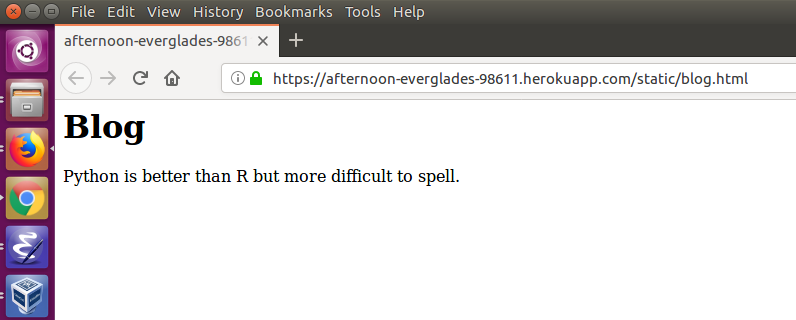 File Edit View History Bookmarks Tools Help
afternoon-everglades-9861
https://afternoon-everglades-98611.herokuapp.com/static/blog.html
Blog
Python is better than R but more difficult to spell.